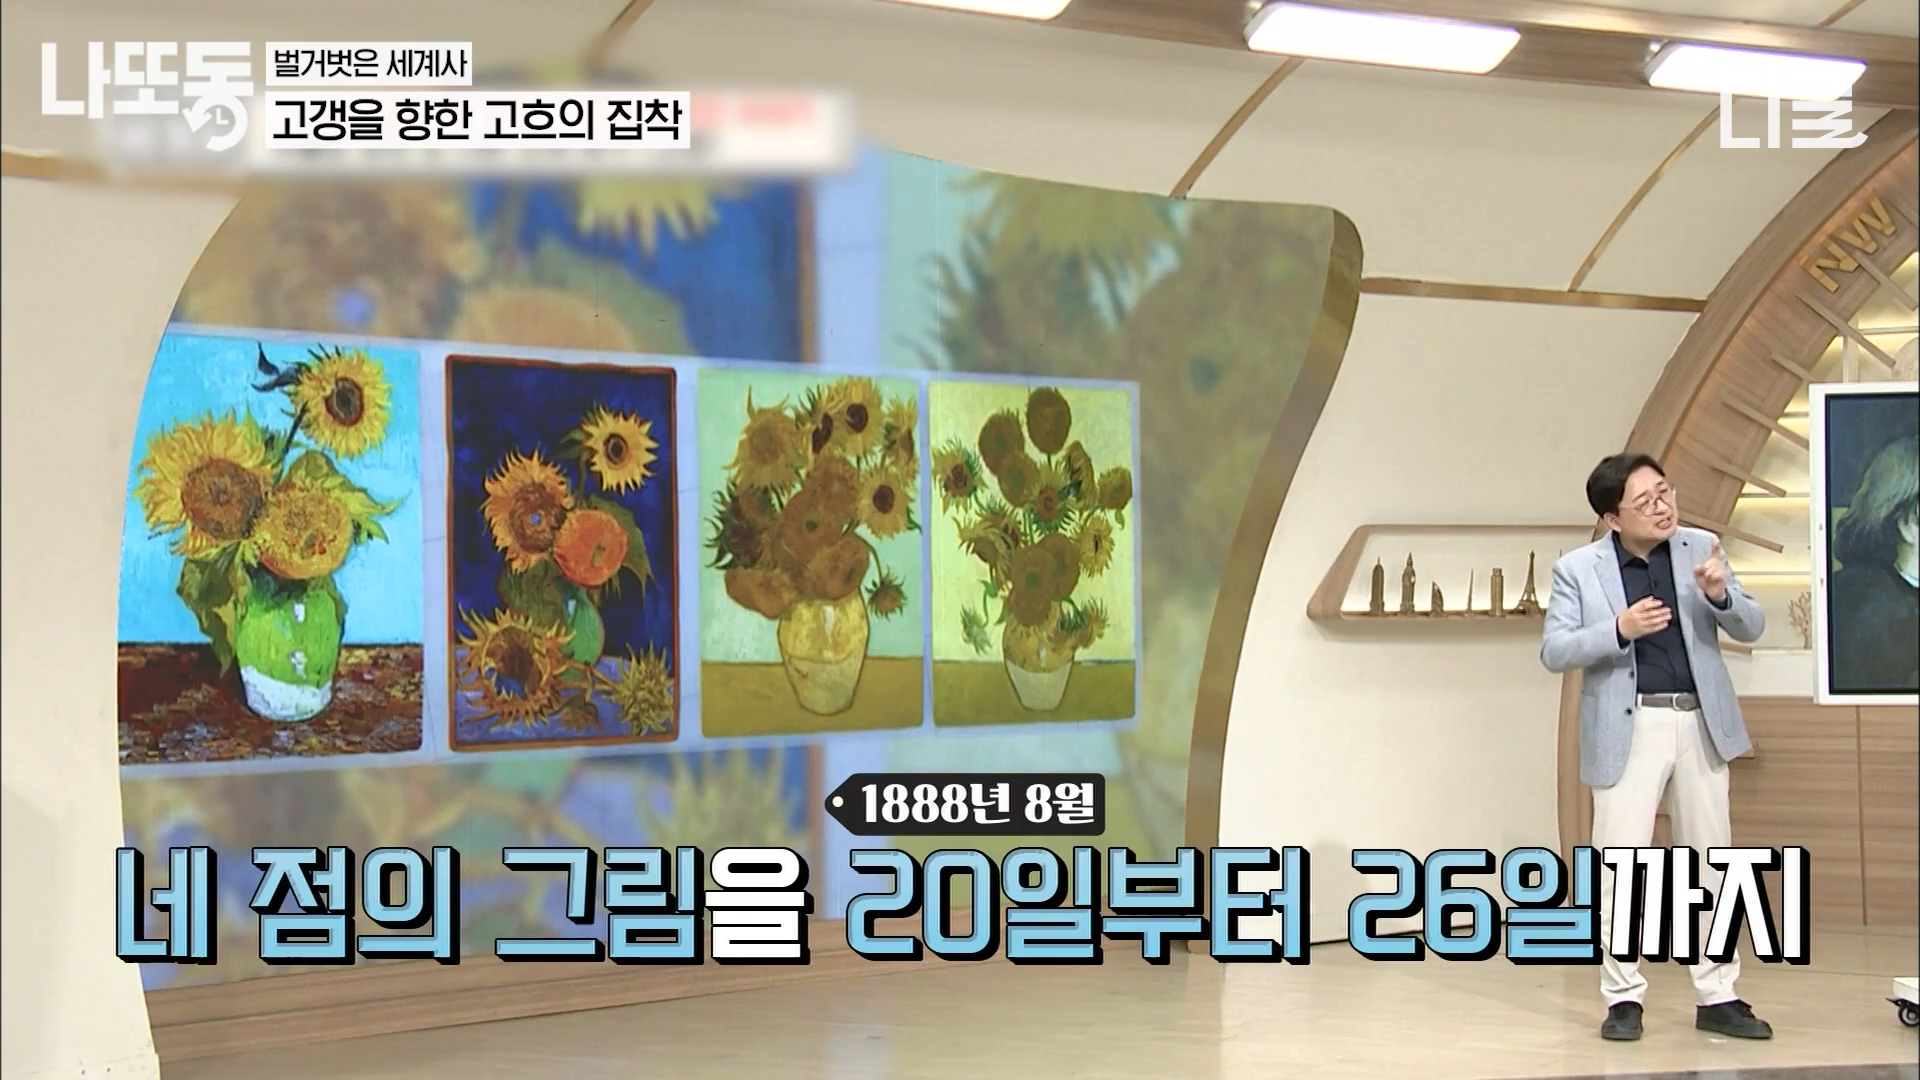 나또동
벌거벗은 세계사
고갱을 향한 고흐의 집착
NW
1888년 8월
네 점의 그림을 20일부터 26일까지